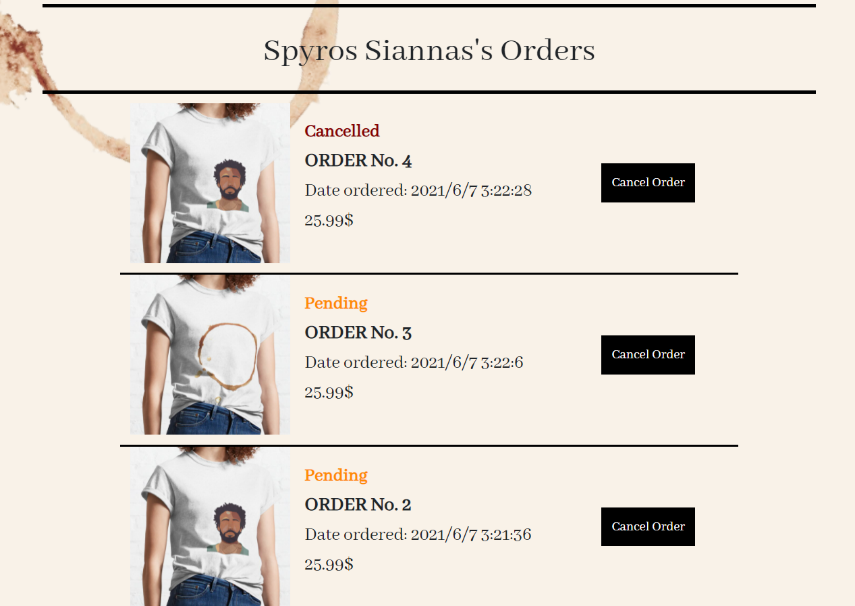 Spyros Siannas's Orders
Cancelled
ORDER No. 4
Date ordered: 2021/6/7 3:22:28
25.99$
Cancel Order
Pending
ORDER No. 3
Date ordered: 2021/6/7 3:22:6
25.99$
Cancel Order
Pending
ORDER No. 2
Date ordered: 2021/6/7 3:21:36
25.99$
Cancel Order